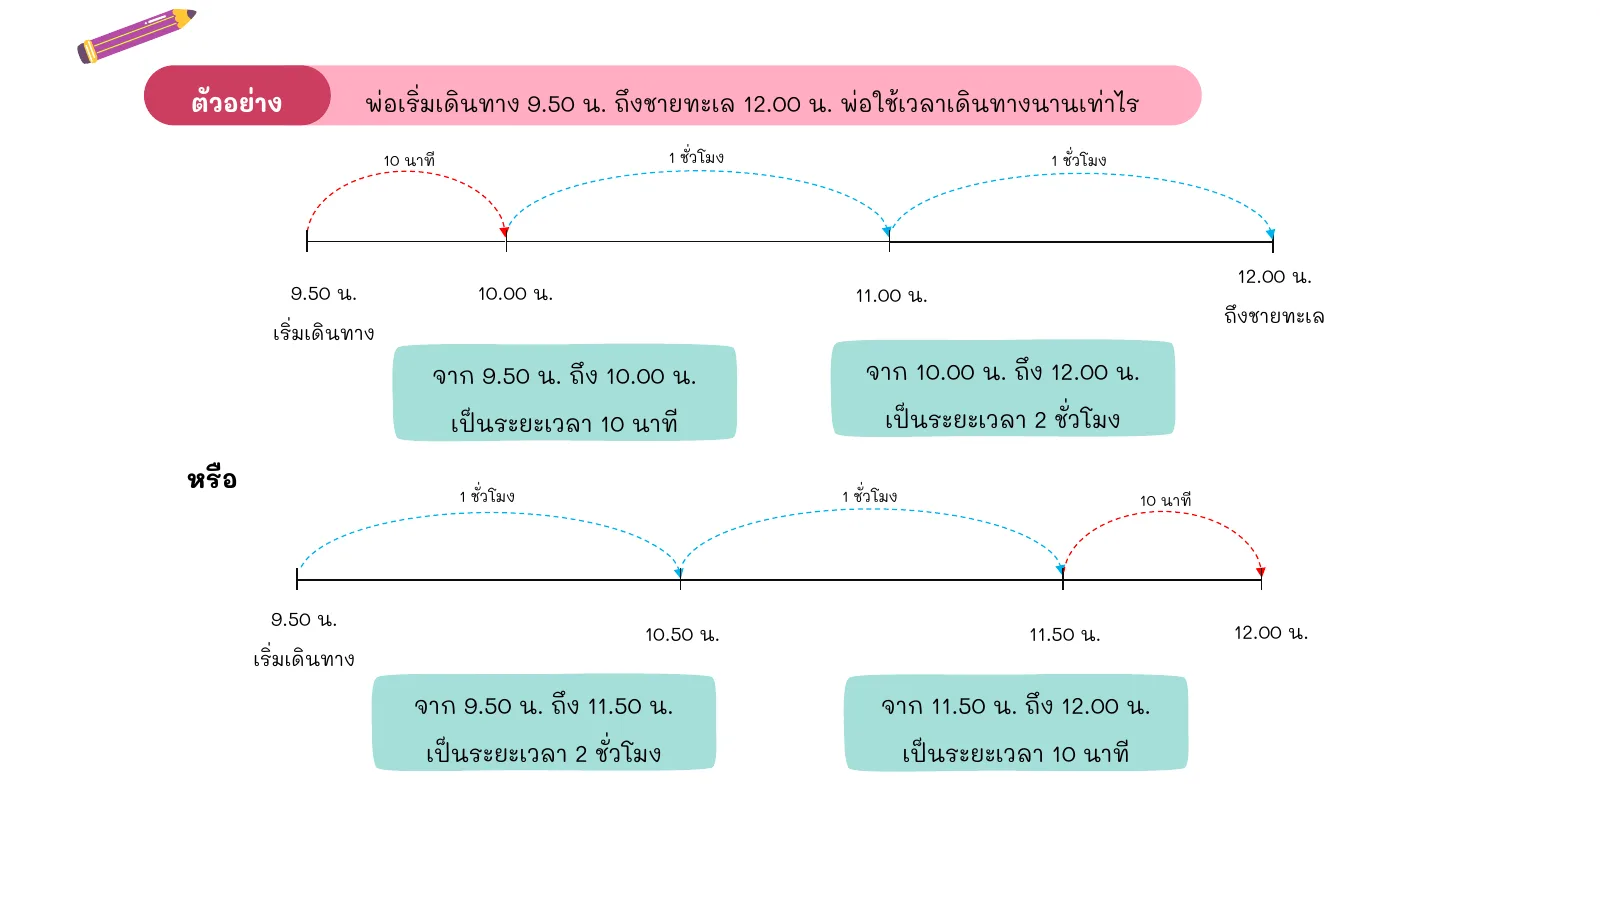 ตัวอย่าง
พ่อเริ่มเดินทาง 9.50 น. ถึงชายทะเล 12.00 น. พ่อใช้เวลาเดินทางนานเท่าไร
10 นาที
1 ชั่วโมง
1 ชั่วโมง
9.50 น.
เริ่มเดินทาง
10.00 น.
11.00 น.
12.00 น.
ถึงชายทะเล
จาก 9.50 น. ถึง 10.00 น.
เป็นระยะเวลา 10 นาที
จาก 10.00 น. ถึง 12.00 น.
เป็นระยะเวลา 2 ชั่วโมง
หรือ
1 ชั่วโมง
1 ชั่วโมง
10 นาที
9.50 น.
เริ่มเดินทาง
10.50 น.
11.50 น.
12.00 น.
จาก 9.50 น. ถึง 11.50 น.
เป็นระยะเวลา 2 ชั่วโมง
จาก 11.50 น. ถึง 12.00 น.
เป็นระยะเวลา 10 นาที